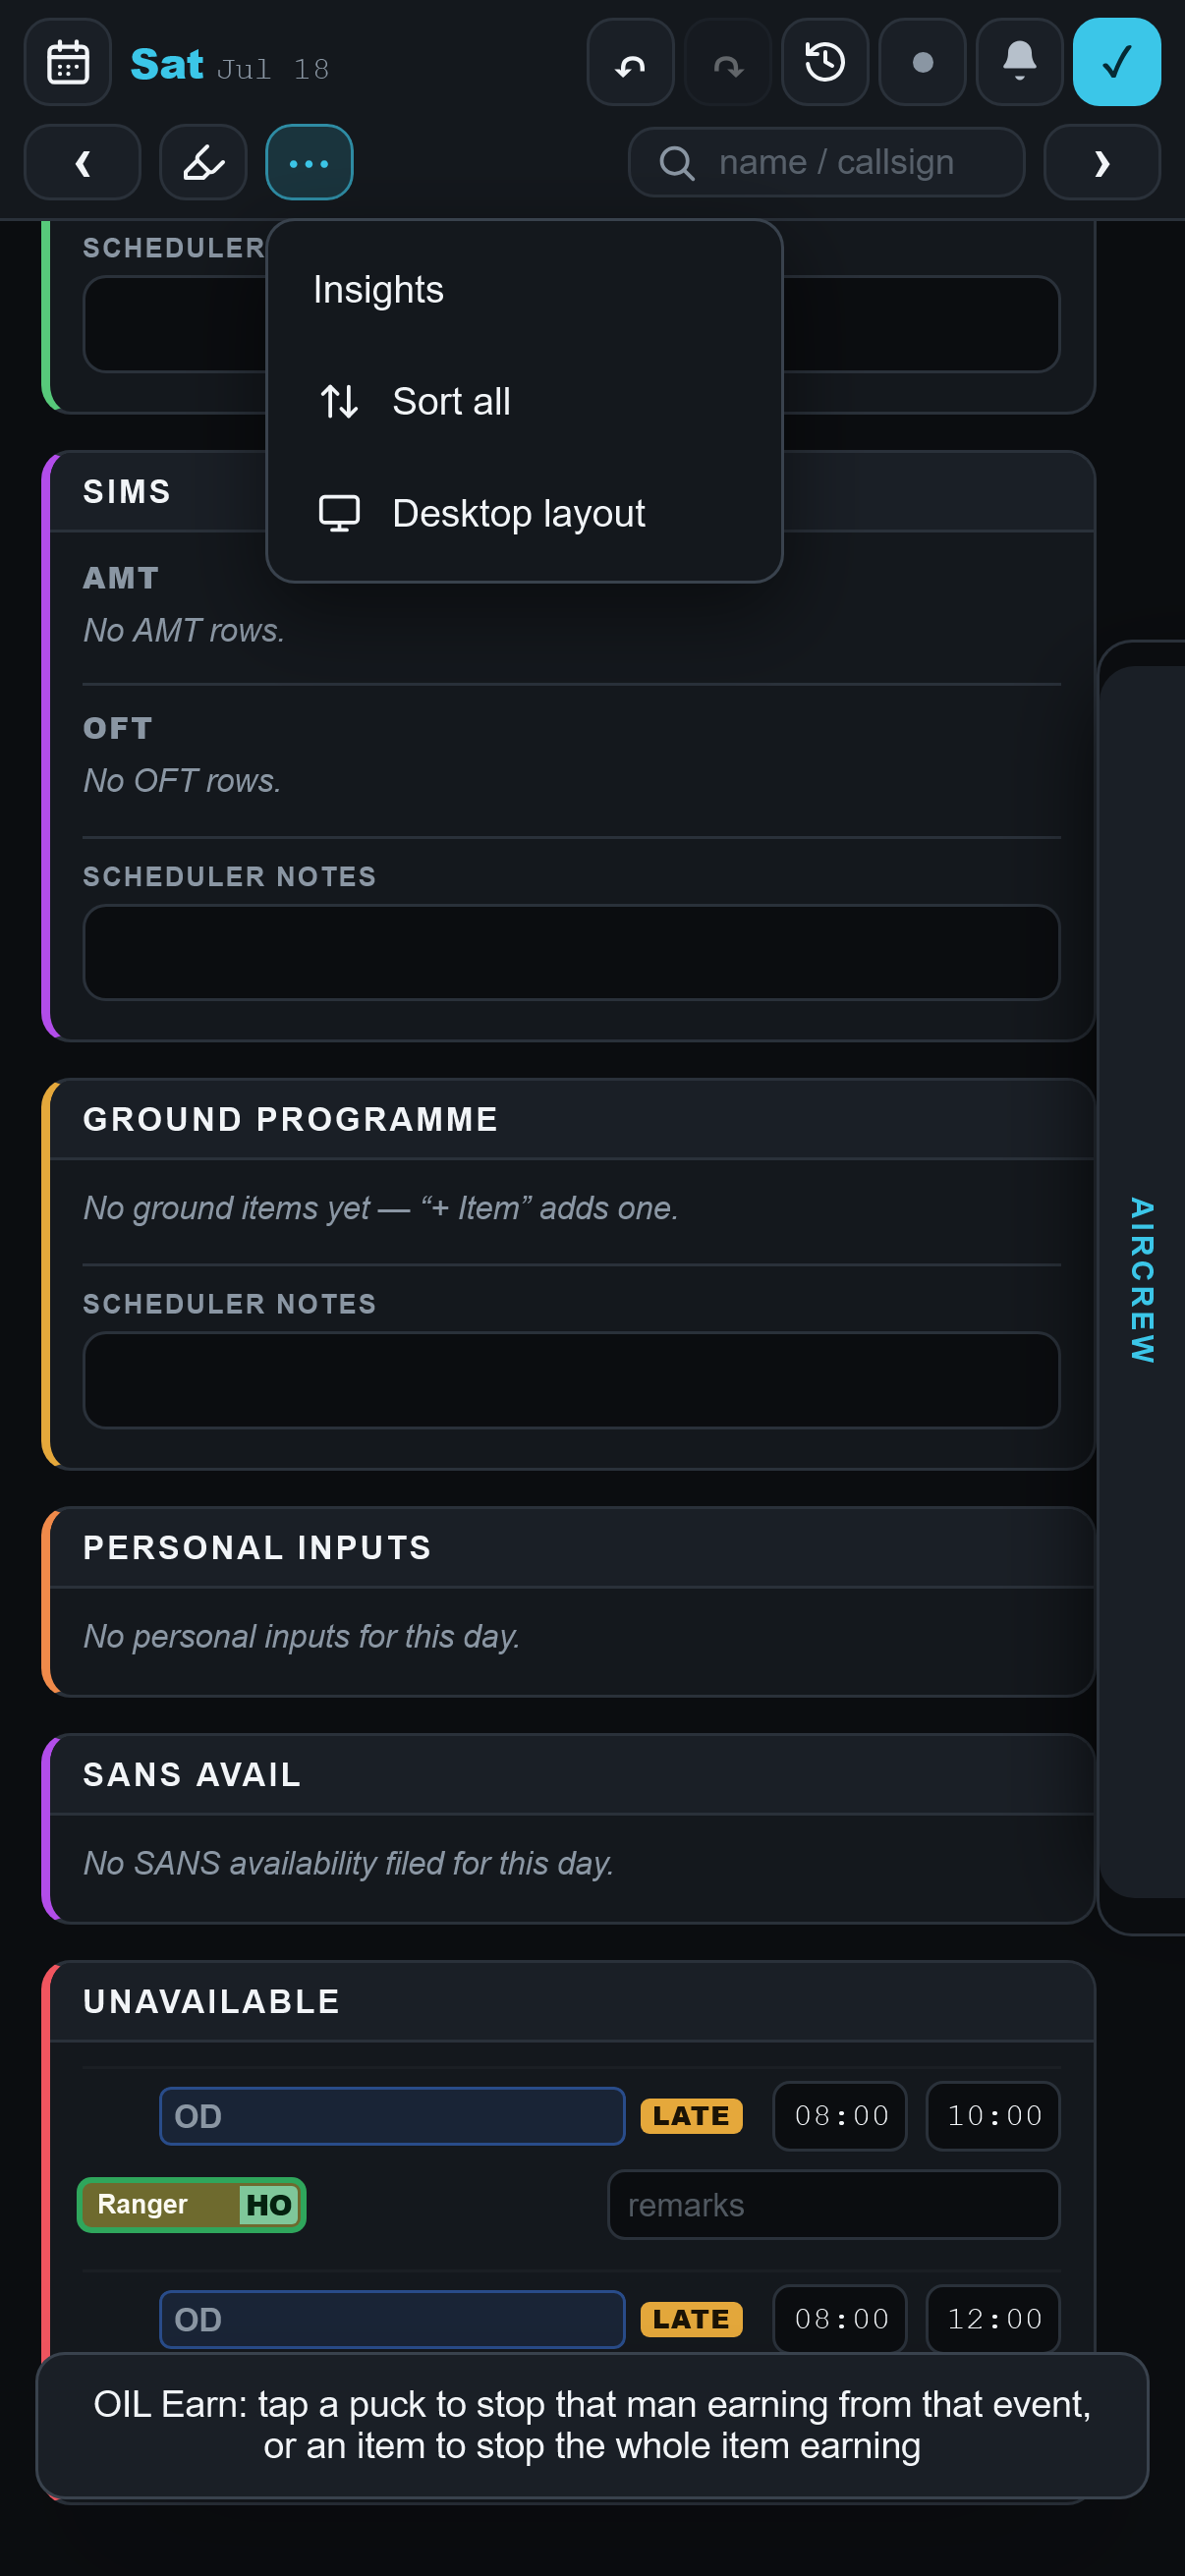 Sat Jul 18
name / callsign
SCHEDULER
Insights
Sort all
Desktop layout
SIMS
AMT
No AMT rows.
OFT
No OFT rows.
SCHEDULER NOTES
GROUND PROGRAMME
No ground items yet — “+ Item” adds one.
SCHEDULER NOTES
AIRCREW
PERSONAL INPUTS
No personal inputs for this day.
SANS AVAIL
No SANS availability filed for this day.
UNAVAILABLE
OD LATE 08:00 10:00
Ranger HO remarks
OD LATE 08:00 12:00
OIL Earn: tap a puck to stop that man earning from that event,
or an item to stop the whole item earning